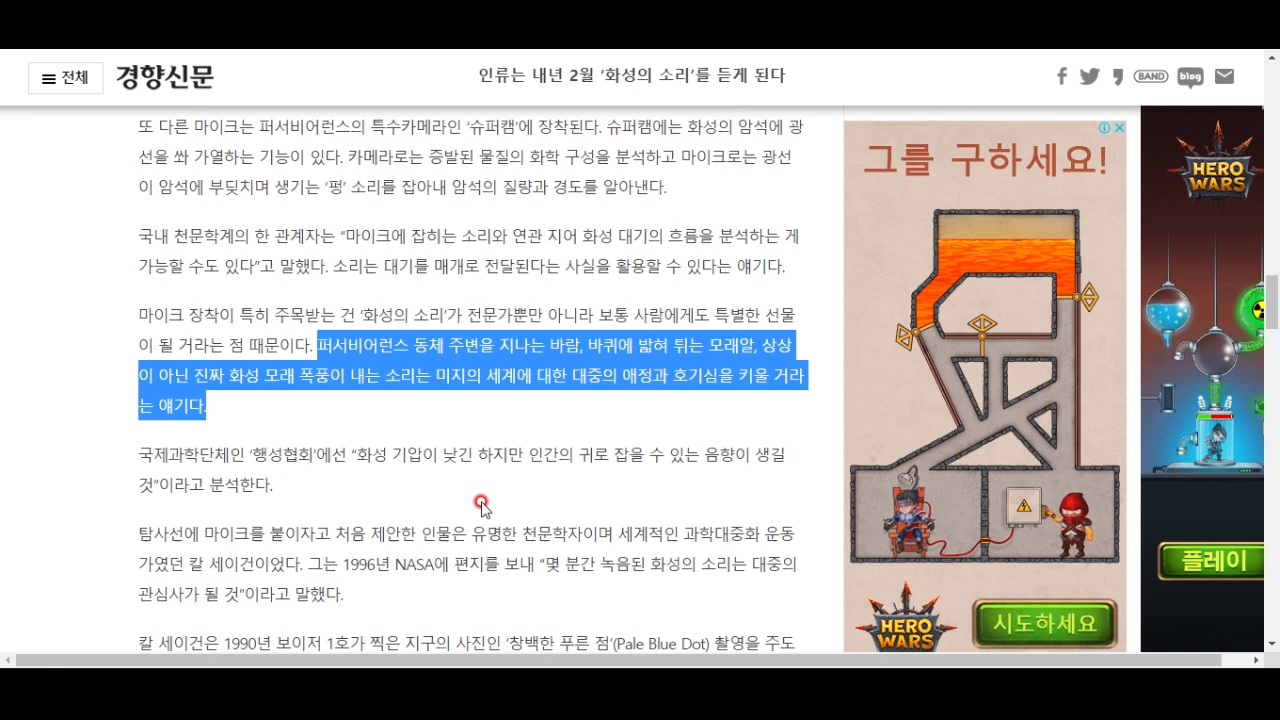 전체
경향신문
인류는 내년 2월 '화성의 소리'를 듣게 된다
BAND
blog
또 다른 마이크는 퍼서비어런스의 특수카메라인 '슈퍼캠'에 장착된다. 슈퍼캠에는 화성의 암석에 광
선을 쏴 가열하는 기능이 있다. 카메라로는 증발된 물질의 화학 구성을 분석하고 마이크로는 광선
이 암석에 부딪치며 생기는 '펑' 소리를 잡아내 암석의 질량과 경도를 알아낸다.
국내 천문학계의 한 관계자는 “마이크에 잡히는 소리와 연관 지어 화성 대기의 흐름을 분석하는 게
가능할 수도 있다”고 말했다. 소리는 대기를 매개로 전달된다는 사실을 활용할 수 있다는 얘기다.
마이크 장착이 특히 주목받는 건 '화성의 소리'가 전문가뿐만 아니라 보통 사람에게도 특별한 선물
이 될 거라는 점 때문이다. 퍼서비어런스 동체 주변을 지나는 바람, 바퀴에 밟혀 튀는 모래알, 상상
이 아닌 진짜 화성 모래 폭풍이 내는 소리는 미지의 세계에 대한 대중의 애정과 호기심을 키울 거라
는 얘기다.
국제과학단체인 '행성협회'에선 “화성 기압이 낮긴 하지만 인간의 귀로 잡을 수 있는 음향이 생길
것”이라고 분석한다.
탐사선에 마이크를 붙이자고 처음 제안한 인물은 유명한 천문학자이며 세계적인 과학대중화 운동
가였던 칼 세이건이었다. 그는 1996년 NASA에 편지를 보내 “몇 분간 녹음된 화성의 소리는 대중의
관심사가 될 것”이라고 말했다.
칼 세이건은 1990년 보이저 1호가 찍은 지구의 사진인 '창백한 푸른 점'(Pale Blue Dot) 촬영을 주도
그를 구하세요!
HERO
WARS
시도하세요
HERO
WARS
플레이